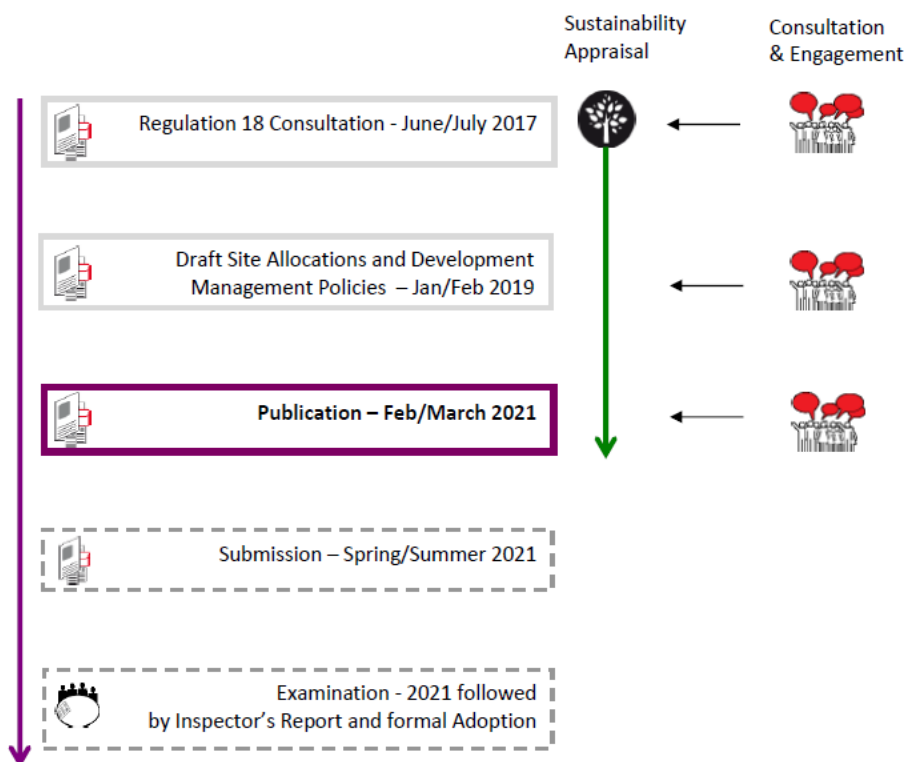 Sustainability
Appraisal
Consultation
& Engagement
Regulation 18 Consultation - June/July 2017
Draft Site Allocations and Development
Management Policies – Jan/Feb 2019
Publication – Feb/March 2021
Submission – Spring/Summer 2021
Examination - 2021 followed
by Inspector’s Report and formal Adoption